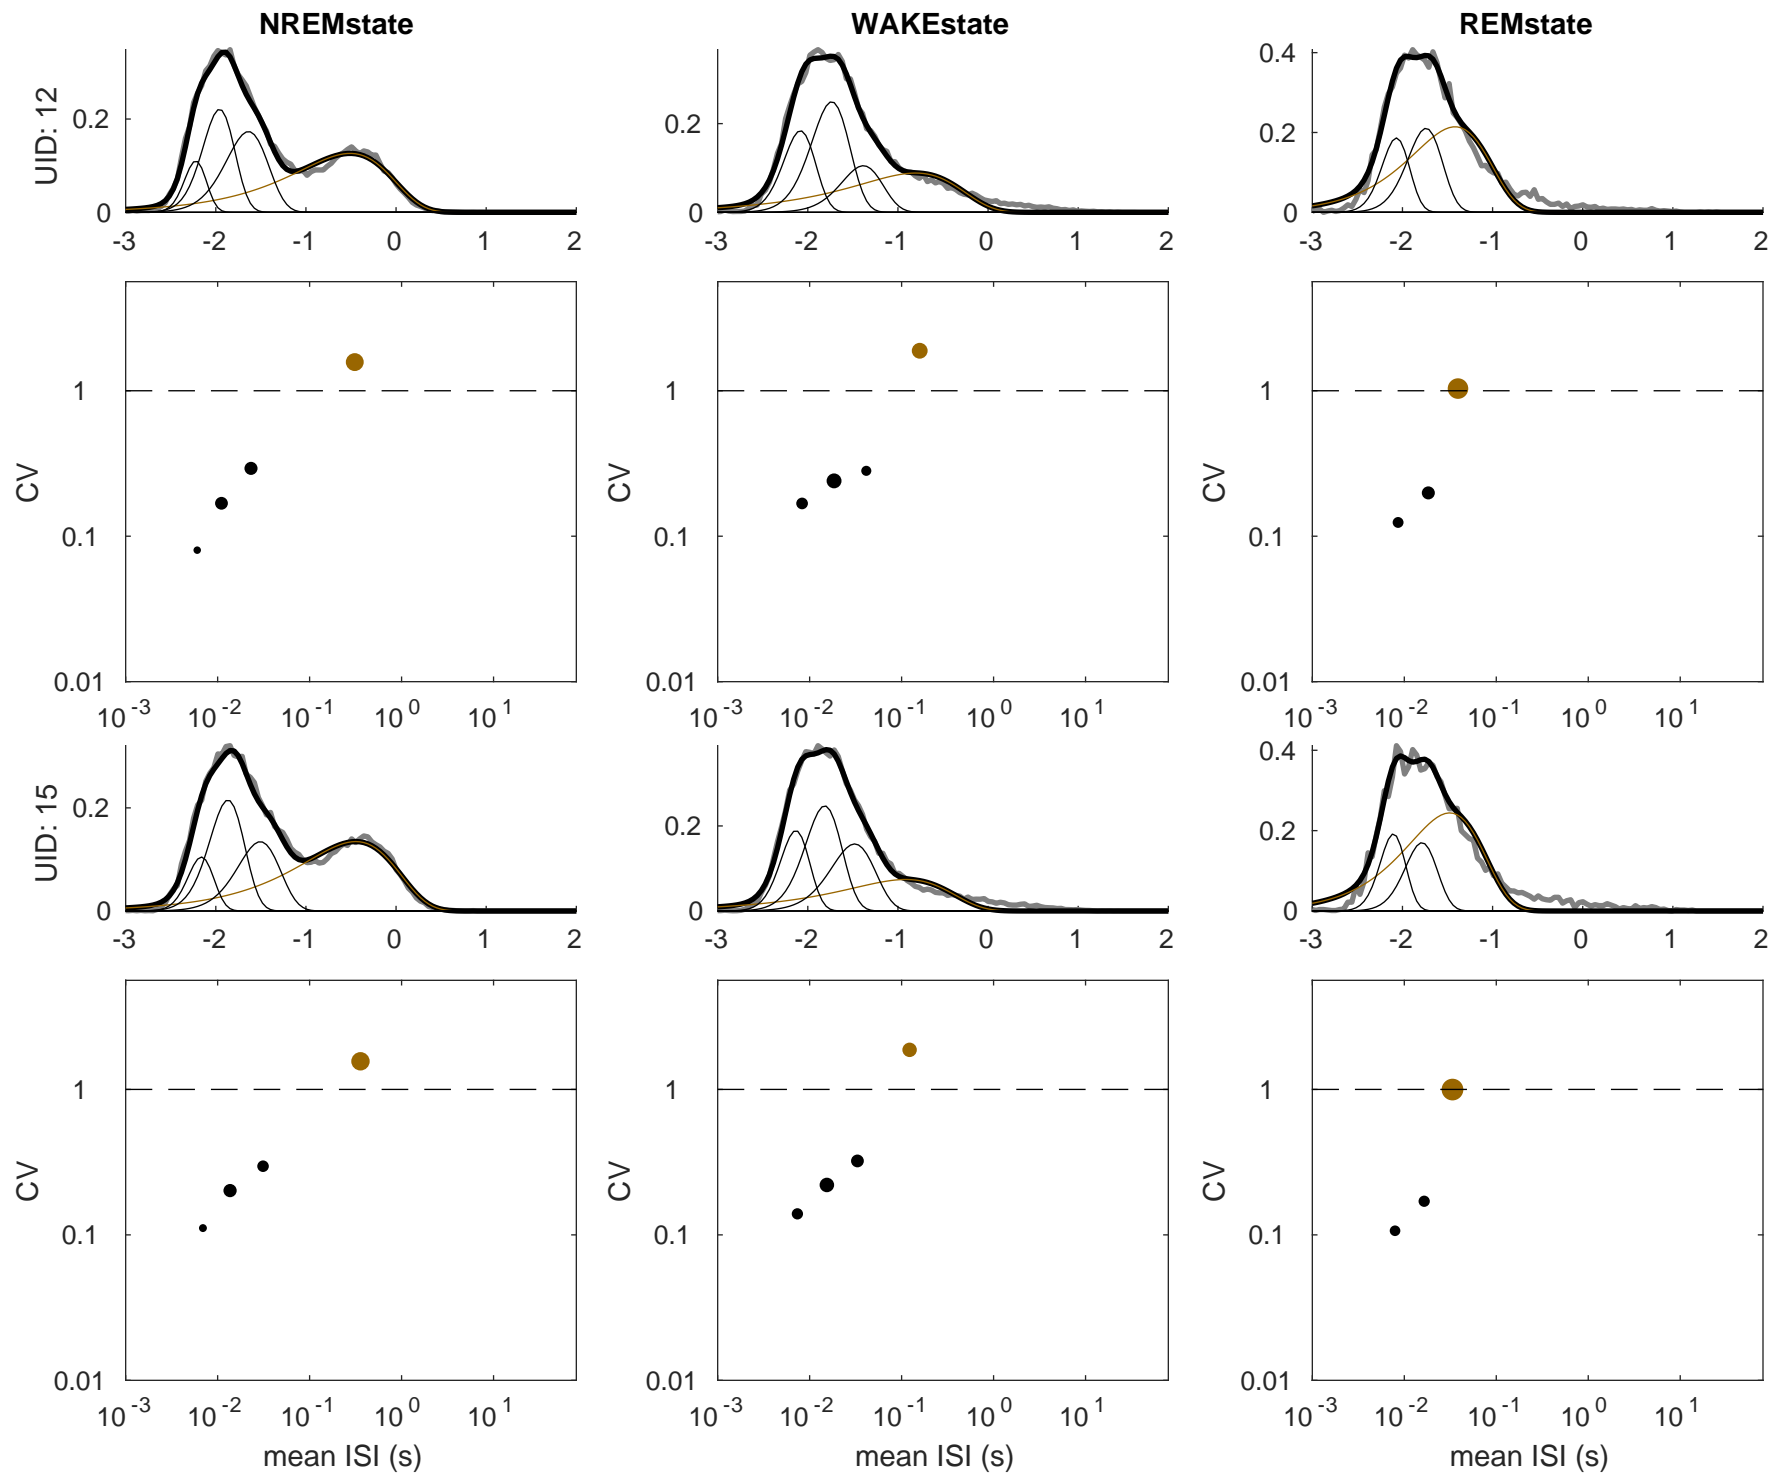 NREMstate WAKEstate REMstate
UID: 12
0.2 0
0.2 0
0.4 0.2 0
-3 -2 -1 0 1 2
-3 -2 -1 0 1 2
-3 -2 -1 0 1 2
CV 1 0.1 0.01
CV 1 0.1 0.01
CV 1 0.1 0.01
10^-3 10^-2 10^-1 10^0 10^1
10^-3 10^-2 10^-1 10^0 10^1
10^-3 10^-2 10^-1 10^0 10^1
UID: 15
0.2 0
0.2 0
0.4 0.2 0
-3 -2 -1 0 1 2
-3 -2 -1 0 1 2
-3 -2 -1 0 1 2
CV 1 0.1 0.01
CV 1 0.1 0.01
CV 1 0.1 0.01
10^-3 10^-2 10^-1 10^0 10^1
10^-3 10^-2 10^-1 10^0 10^1
10^-3 10^-2 10^-1 10^0 10^1
mean ISI (s) mean ISI (s) mean ISI (s)